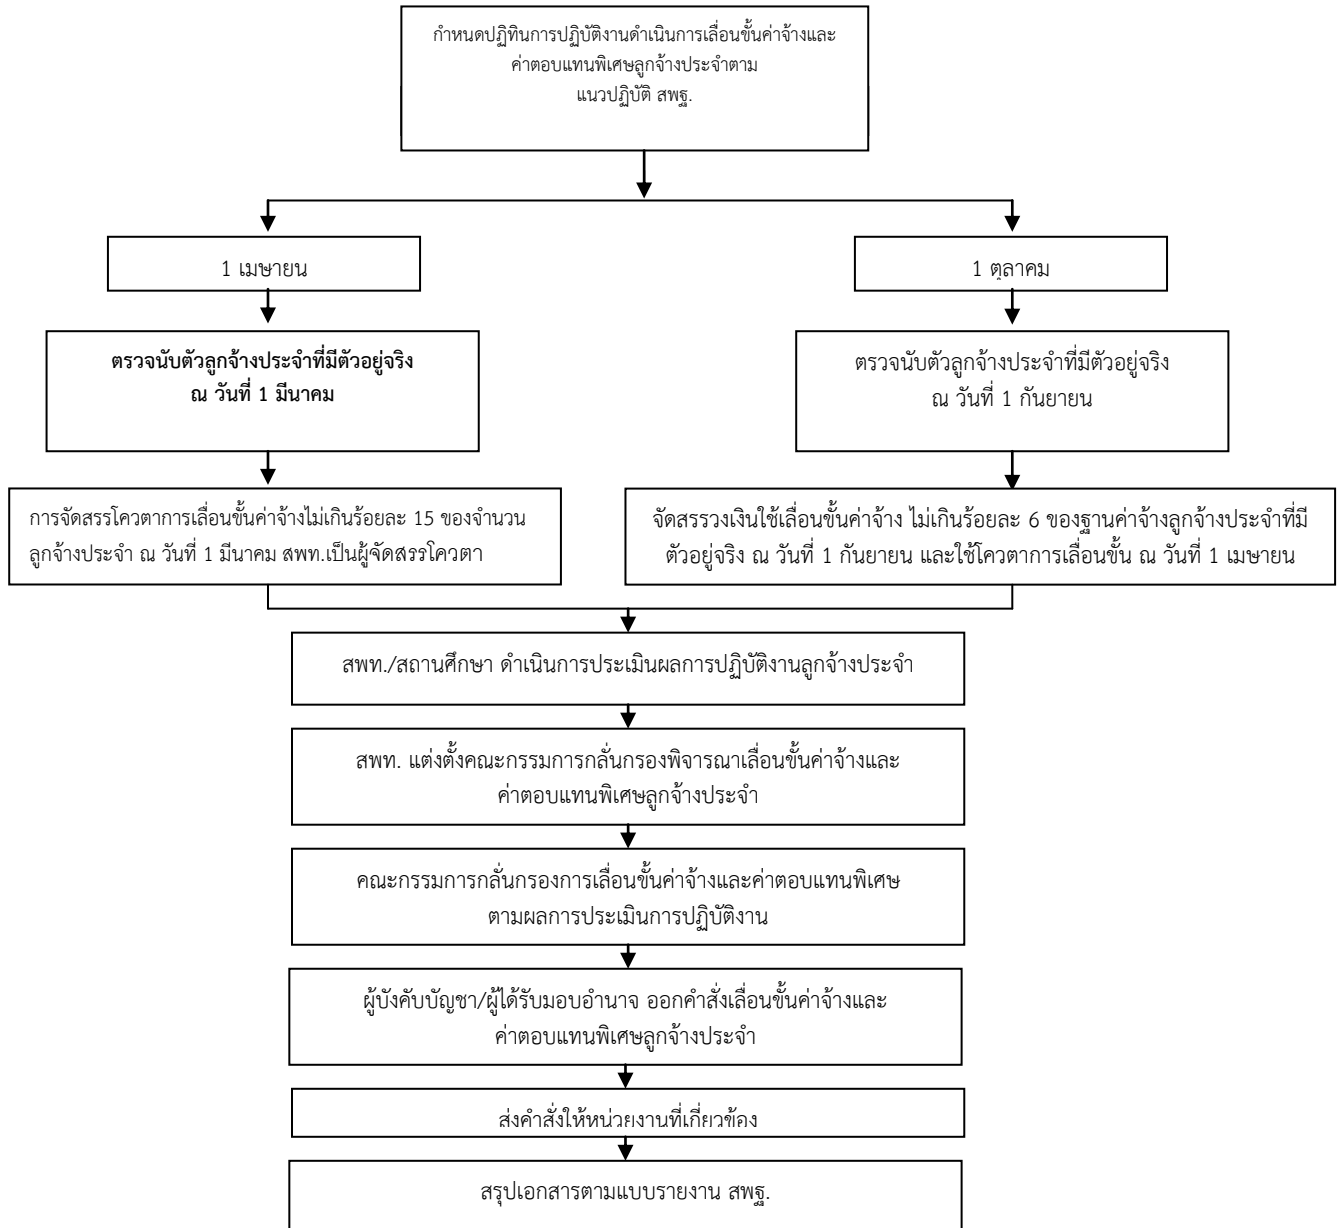 กำหนดปฏิทินการปฏิบัติงานดำเนินการเลื่อนขั้นค่าจ้างและ
ค่าตอบแทนพิเศษลูกจ้างประจำตาม
แนวปฏิบัติ สพฐ.
1 เมษายน
1 ตุลาคม
ตรวจนับตัวลูกจ้างประจำที่มีตัวอยู่จริง
ณ วันที่ 1 มีนาคม
ตรวจนับตัวลูกจ้างประจำที่มีตัวอยู่จริง
ณ วันที่ 1 กันยายน
การจัดสรรโควตาการเลื่อนขั้นค่าจ้างไม่เกินร้อยละ 15 ของจำนวน
ลูกจ้างประจำ ณ วันที่ 1 มีนาคม สพท.เป็นผู้จัดสรรโควตา
จัดสรรวงเงินใช้เลื่อนขั้นค่าจ้าง ไม่เกินร้อยละ 6 ของฐานค่าจ้างลูกจ้างประจำที่มี
ตัวอยู่จริง ณ วันที่ 1 กันยายน และใช้โควตาการเลื่อนขั้น ณ วันที่ 1 เมษายน
สพท./สถานศึกษา ดำเนินการประเมินผลการปฏิบัติงานลูกจ้างประจำ
สพท. แต่งตั้งคณะกรรมการกลั่นกรองพิจารณาเลื่อนขั้นค่าจ้างและ
ค่าตอบแทนพิเศษลูกจ้างประจำ
คณะกรรมการกลั่นกรองการเลื่อนขั้นค่าจ้างและค่าตอบแทนพิเศษ
ตามผลการประเมินการปฏิบัติงาน
ผู้บังคับบัญชา/ผู้ได้รับมอบอำนาจ ออกคำสั่งเลื่อนขั้นค่าจ้างและ
ค่าตอบแทนพิเศษลูกจ้างประจำ
ส่งคำสั่งให้หน่วยงานที่เกี่ยวข้อง
สรุปเอกสารตามแบบรายงาน สพฐ.